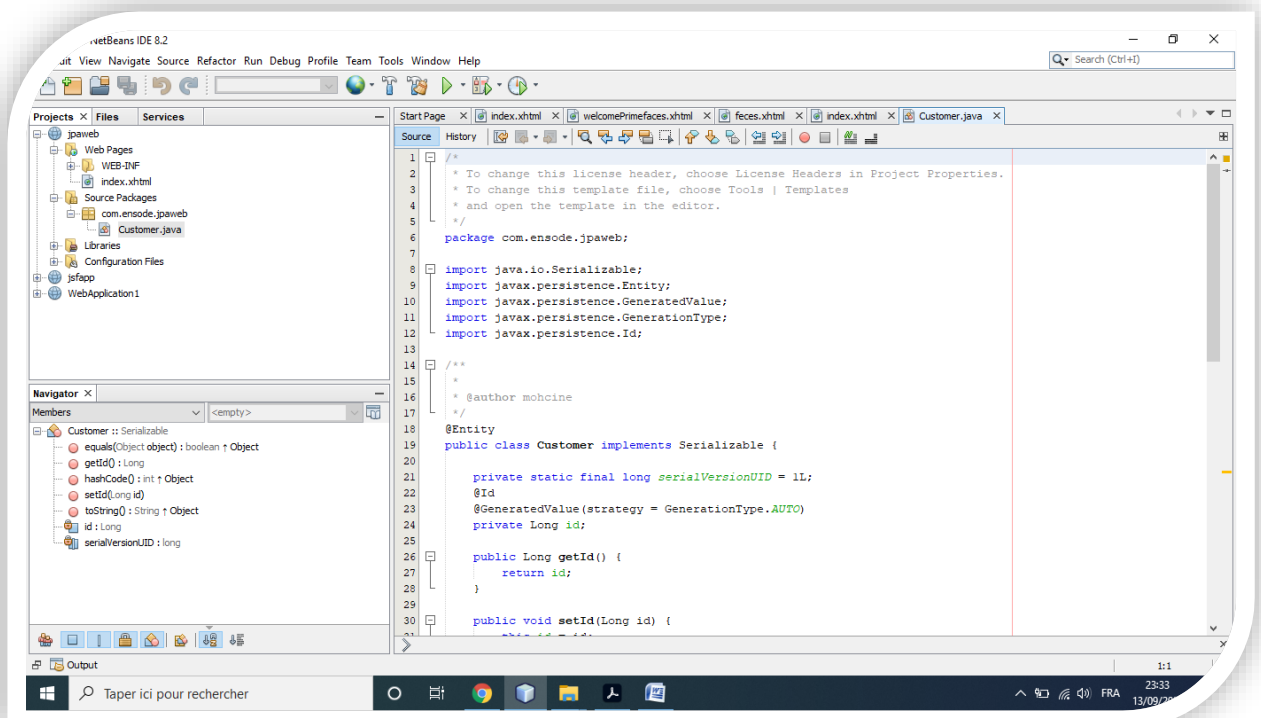 NetBeans IDE 8.2
View Navigate Source Refactor Run Debug Profile Team Tools Window Help
Search (Ctrl+I)
Projects Files Services
jpaweb
Web Pages
WEB-INF
index.xhtml
Source Packages
com.ensode.jpaweb
Customer.java
Libraries
Configuration Files
jsfapp
WebApplication1
Navigator
Members
<empty>
Customer :: Serializable
equals(Object object) : boolean ↑ Object
getId() : Long
hashCode() : int ↑ Object
setId(Long id)
toString() : String ↑ Object
id : Long
serialVersionUID : long
Start Page index.xhtml welcomePrimefaces.xhtml feces.xhtml index.xhtml Customer.java
Source History
1 /*
2 * To change this license header, choose License Headers in Project Properties.
3 * To change this template file, choose Tools | Templates
4 * and open the template in the editor.
5 */
6 package com.ensode.jpaweb;
7
8 import java.io.Serializable;
9 import javax.persistence.Entity;
10 import javax.persistence.GeneratedValue;
11 import javax.persistence.GenerationType;
12 import javax.persistence.Id;
13
14 /**
15 *
16 * @author mohcine
17 */
18 @Entity
19 public class Customer implements Serializable {
20
21 private static final long serialVersionUID = 1L;
22 @Id
23 @GeneratedValue(strategy = GenerationType.AUTO)
24 private Long id;
25
26 public Long getId() {
27 return id;
28 }
29
30 public void setId(Long id) {
Output
1:1
Taper ici pour rechercher
FRA
23:33
13/09/